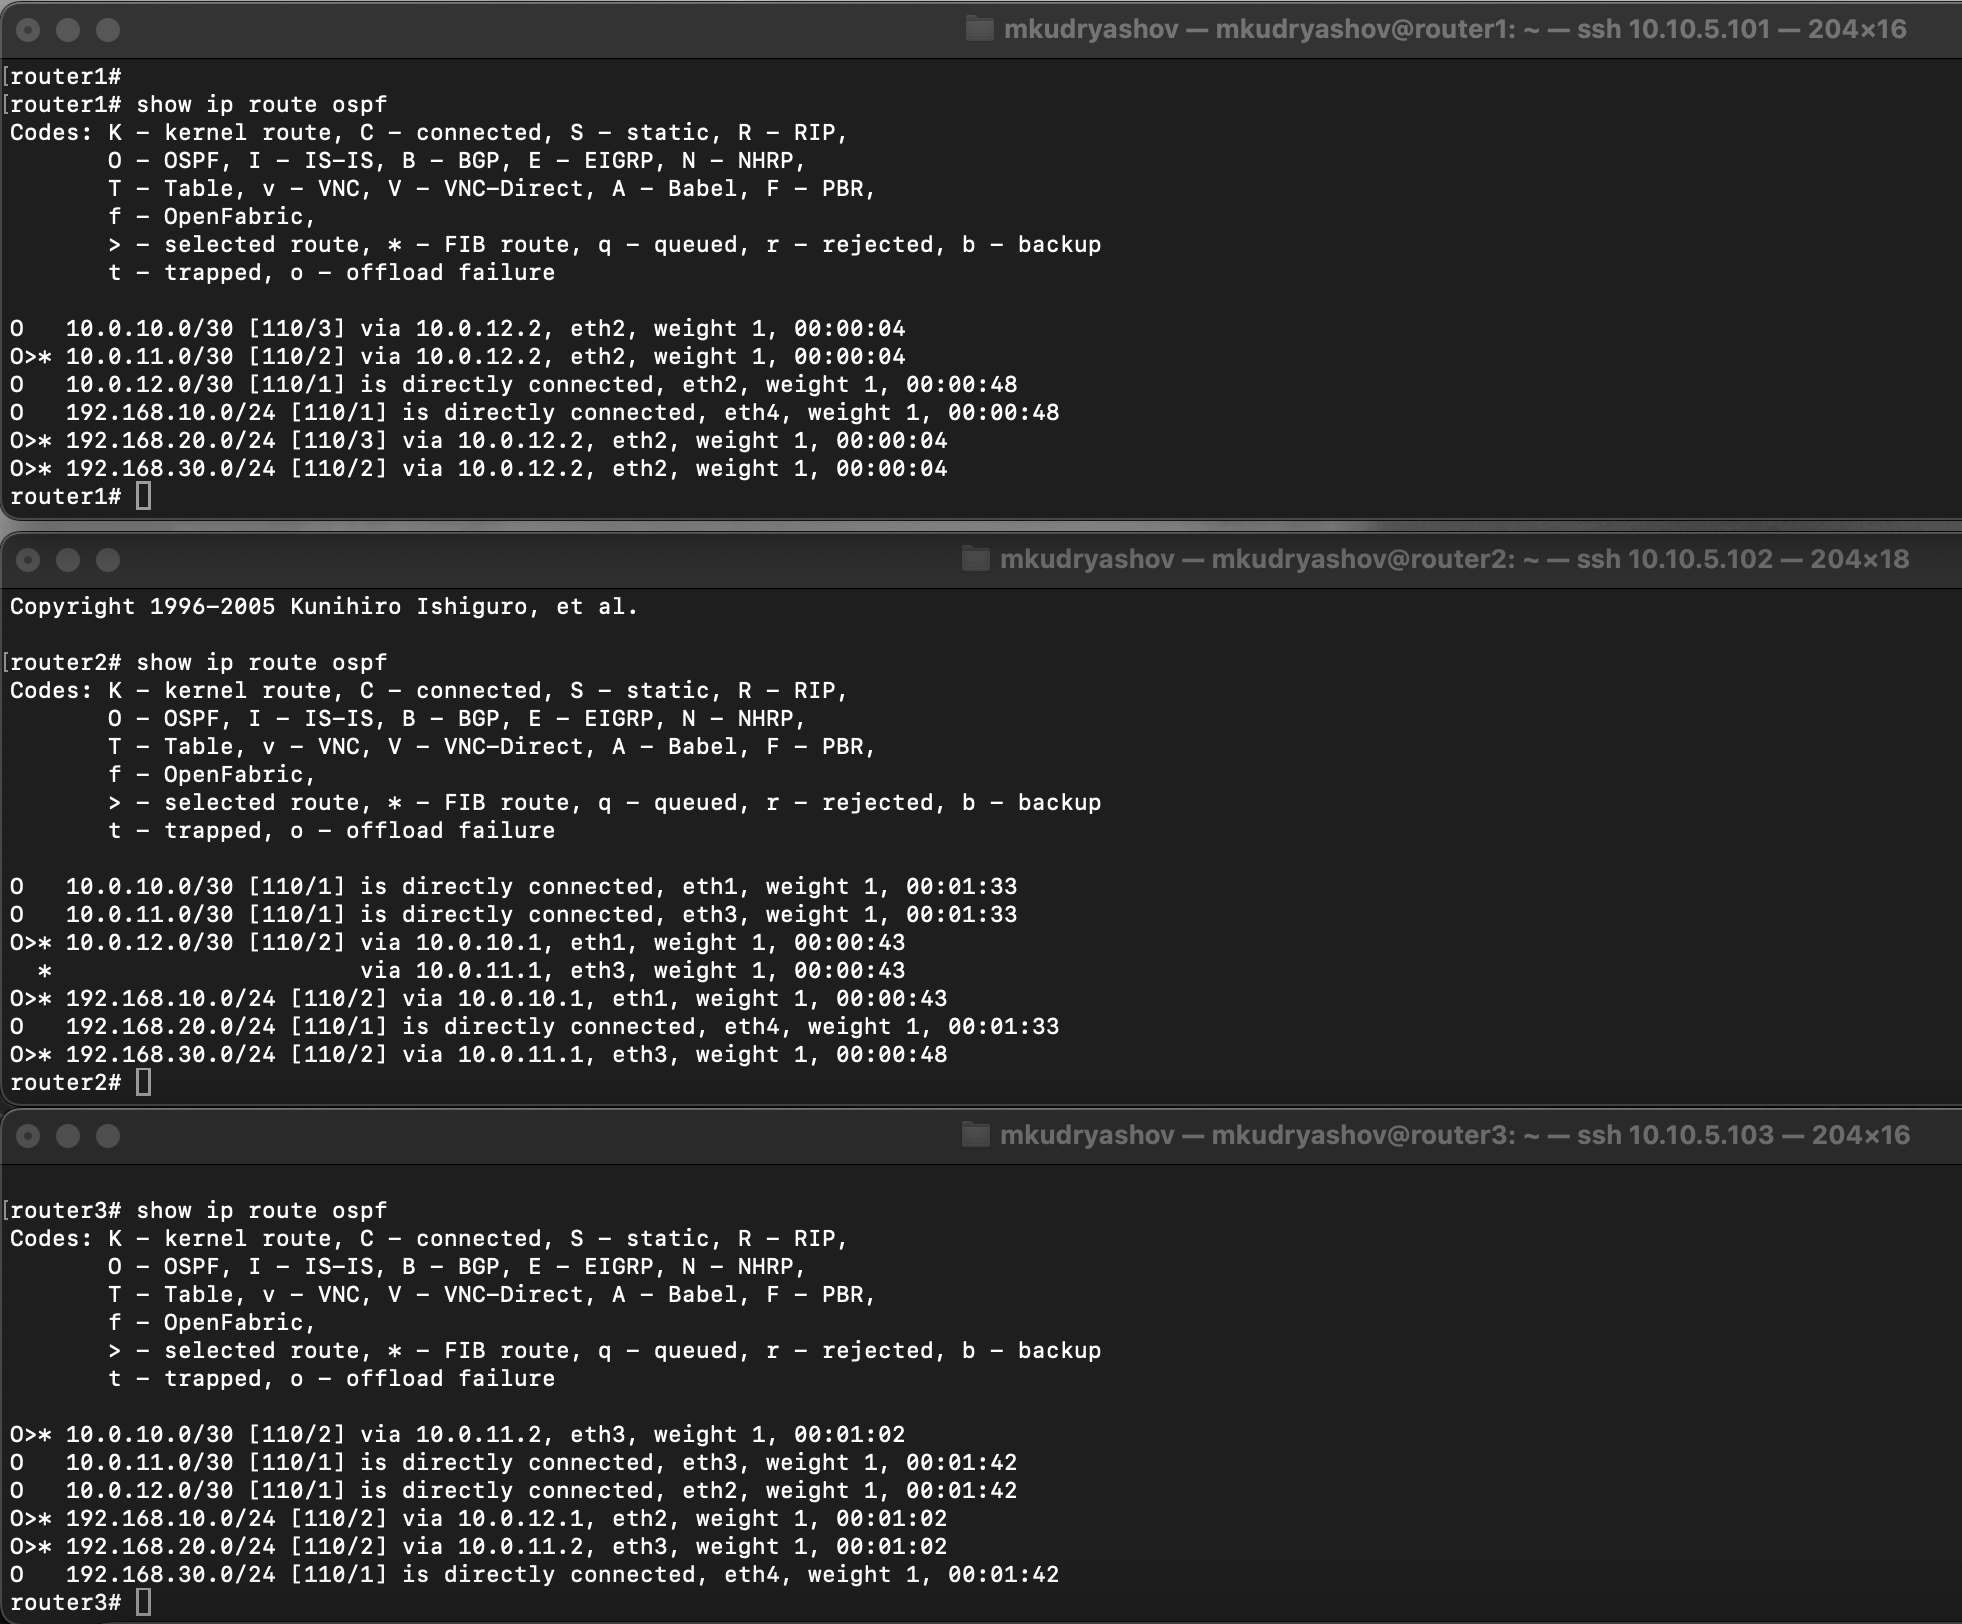 mkudryashov — mkudryashov@router1: ~ — ssh 10.10.5.101 — 204×16
[router1#
[router1# show ip route ospf
Codes: K - kernel route, C - connected, S - static, R - RIP,
       O - OSPF, I - IS-IS, B - BGP, E - EIGRP, N - NHRP,
       T - Table, v - VNC, V - VNC-Direct, A - Babel, F - PBR,
       f - OpenFabric,
       > - selected route, * - FIB route, q - queued, r - rejected, b - backup
       t - trapped, o - offload failure

O   10.0.10.0/30 [110/3] via 10.0.12.2, eth2, weight 1, 00:00:04
O>* 10.0.11.0/30 [110/2] via 10.0.12.2, eth2, weight 1, 00:00:04
O   10.0.12.0/30 [110/1] is directly connected, eth2, weight 1, 00:00:48
O   192.168.10.0/24 [110/1] is directly connected, eth4, weight 1, 00:00:48
O>* 192.168.20.0/24 [110/3] via 10.0.12.2, eth2, weight 1, 00:00:04
O>* 192.168.30.0/24 [110/2] via 10.0.12.2, eth2, weight 1, 00:00:04
router1#
mkudryashov — mkudryashov@router2: ~ — ssh 10.10.5.102 — 204×18
Copyright 1996-2005 Kunihiro Ishiguro, et al.

[router2# show ip route ospf
Codes: K - kernel route, C - connected, S - static, R - RIP,
       O - OSPF, I - IS-IS, B - BGP, E - EIGRP, N - NHRP,
       T - Table, v - VNC, V - VNC-Direct, A - Babel, F - PBR,
       f - OpenFabric,
       > - selected route, * - FIB route, q - queued, r - rejected, b - backup
       t - trapped, o - offload failure

O   10.0.10.0/30 [110/1] is directly connected, eth1, weight 1, 00:01:33
O   10.0.11.0/30 [110/1] is directly connected, eth3, weight 1, 00:01:33
O>* 10.0.12.0/30 [110/2] via 10.0.10.1, eth1, weight 1, 00:00:43
  *                      via 10.0.11.1, eth3, weight 1, 00:00:43
O>* 192.168.10.0/24 [110/2] via 10.0.10.1, eth1, weight 1, 00:00:43
O   192.168.20.0/24 [110/1] is directly connected, eth4, weight 1, 00:01:33
O>* 192.168.30.0/24 [110/2] via 10.0.11.1, eth3, weight 1, 00:00:48
router2#
mkudryashov — mkudryashov@router3: ~ — ssh 10.10.5.103 — 204×16

[router3# show ip route ospf
Codes: K - kernel route, C - connected, S - static, R - RIP,
       O - OSPF, I - IS-IS, B - BGP, E - EIGRP, N - NHRP,
       T - Table, v - VNC, V - VNC-Direct, A - Babel, F - PBR,
       f - OpenFabric,
       > - selected route, * - FIB route, q - queued, r - rejected, b - backup
       t - trapped, o - offload failure

O>* 10.0.10.0/30 [110/2] via 10.0.11.2, eth3, weight 1, 00:01:02
O   10.0.11.0/30 [110/1] is directly connected, eth3, weight 1, 00:01:42
O   10.0.12.0/30 [110/1] is directly connected, eth2, weight 1, 00:01:42
O>* 192.168.10.0/24 [110/2] via 10.0.12.1, eth2, weight 1, 00:01:02
O>* 192.168.20.0/24 [110/2] via 10.0.11.2, eth3, weight 1, 00:01:02
O   192.168.30.0/24 [110/1] is directly connected, eth4, weight 1, 00:01:42
router3#